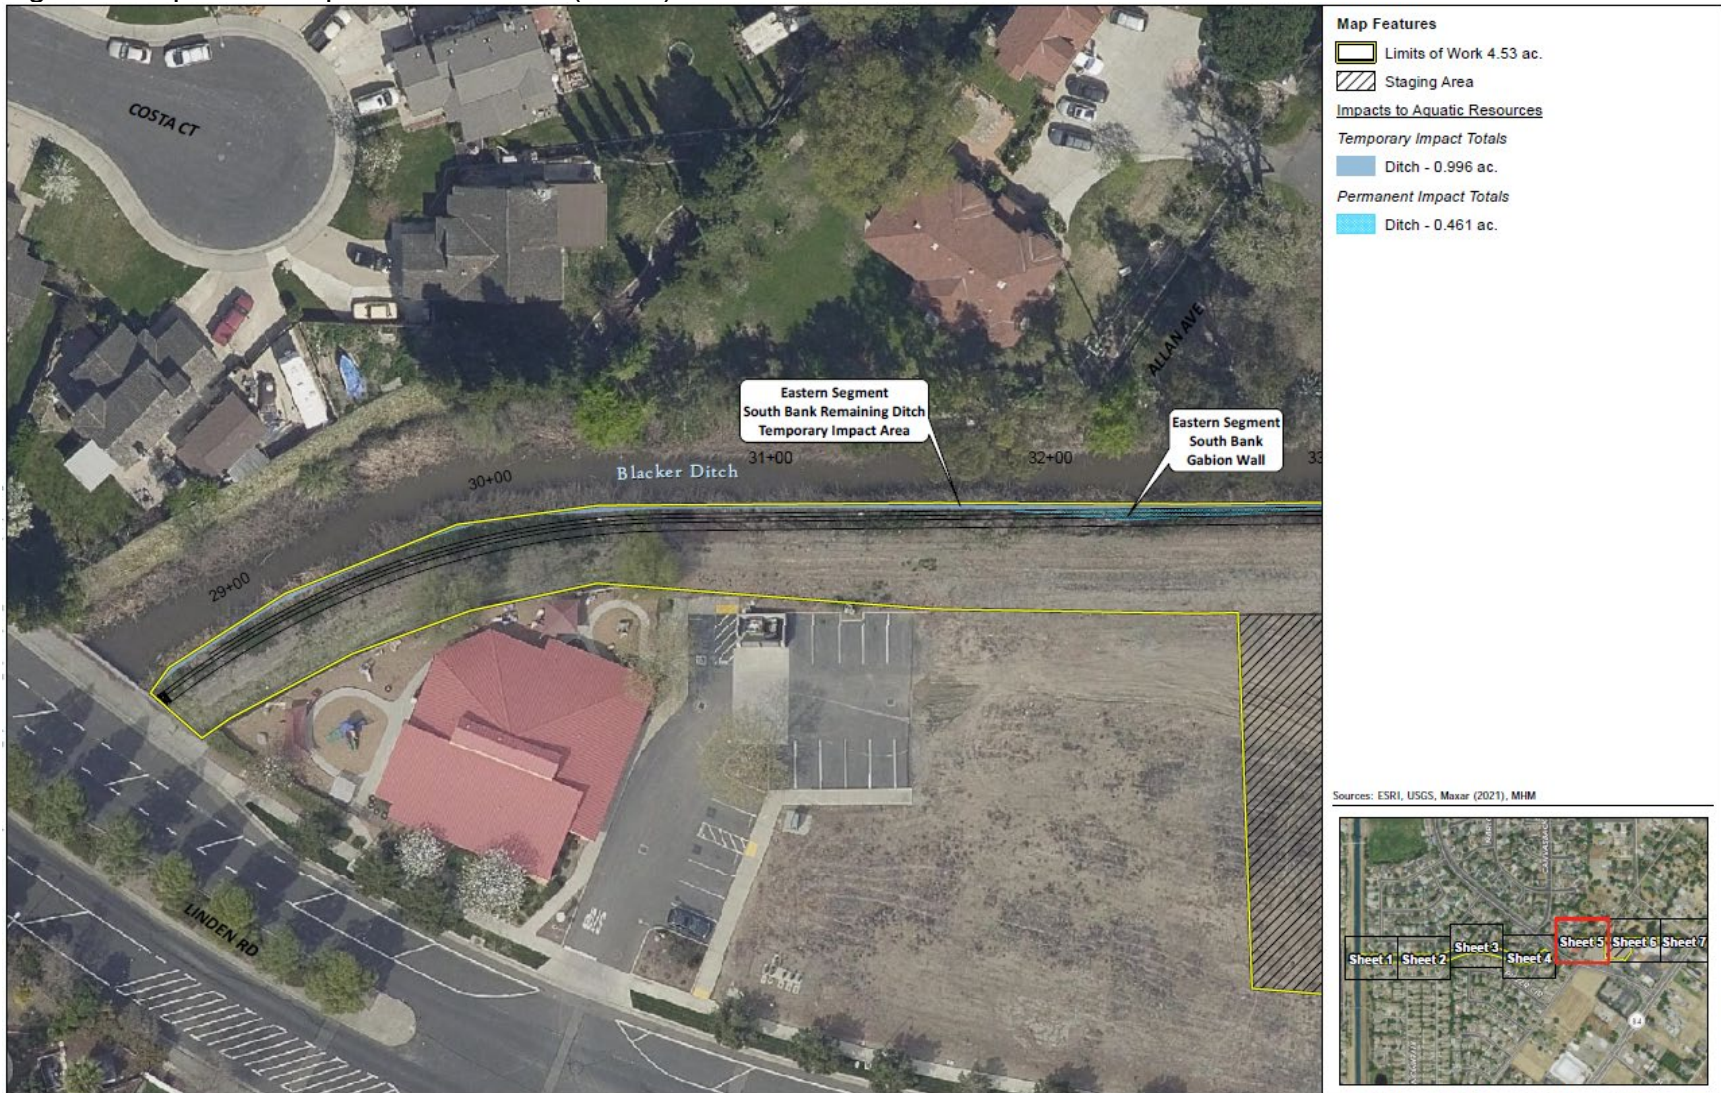 COSTA CT
ALLAN AVE
Eastern Segment
South Bank Remaining Ditch
Temporary Impact Area
Eastern Segment
South Bank
Gabion Wall
Blacker Ditch
29+00
30+00
31+00
32+00
33
LINDEN RD
STOP
Map Features
Limits of Work 4.53 ac.
Staging Area
Impacts to Aquatic Resources
Temporary Impact Totals
Ditch - 0.996 ac.
Permanent Impact Totals
Ditch - 0.461 ac.
Sources: ESRI, USGS, Maxar (2021), MHM
Sheet 1
Sheet 2
Sheet 3
Sheet 4
Sheet 5
Sheet 6
Sheet 7